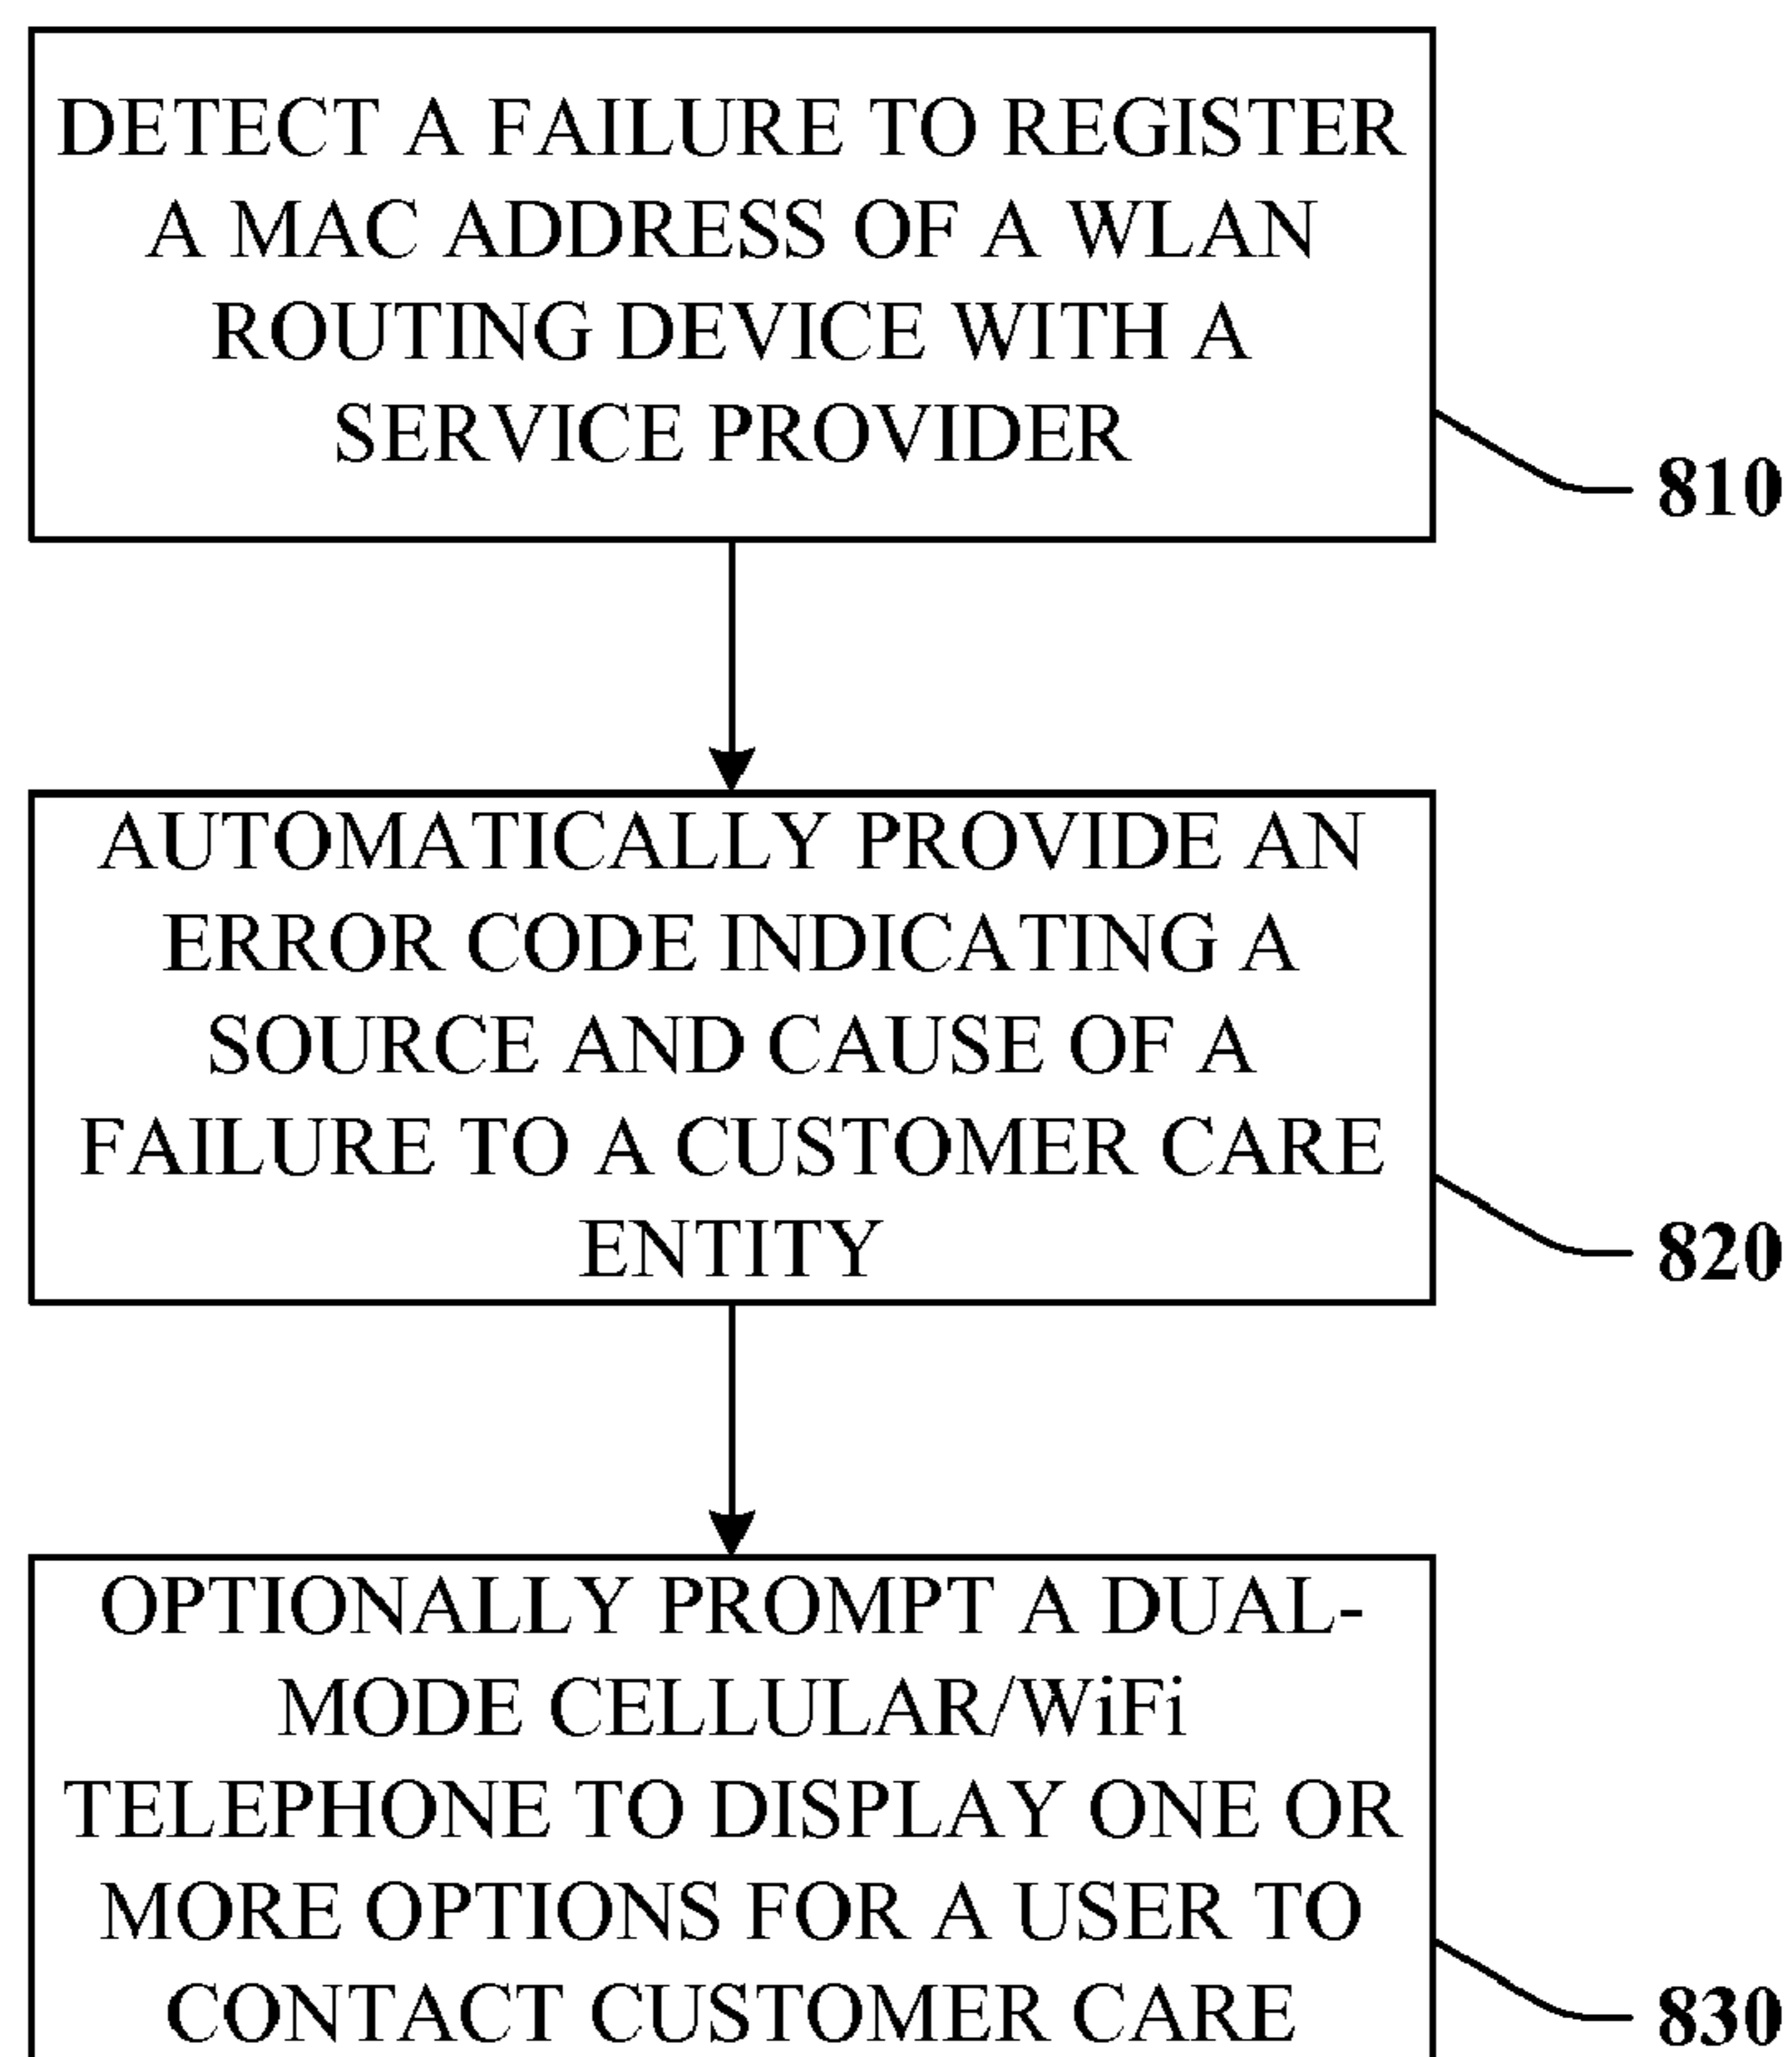 DETECT A FAILURE TO REGISTER
A MAC ADDRESS OF A WLAN
ROUTING DEVICE WITH A
SERVICE PROVIDER
810
AUTOMATICALLY PROVIDE AN
ERROR CODE INDICATING A
SOURCE AND CAUSE OF A
FAILURE TO A CUSTOMER CARE
ENTITY
820
OPTIONALLY PROMPT A DUAL-
MODE CELLULAR/WiFi
TELEPHONE TO DISPLAY ONE OR
MORE OPTIONS FOR A USER TO
CONTACT CUSTOMER CARE
830